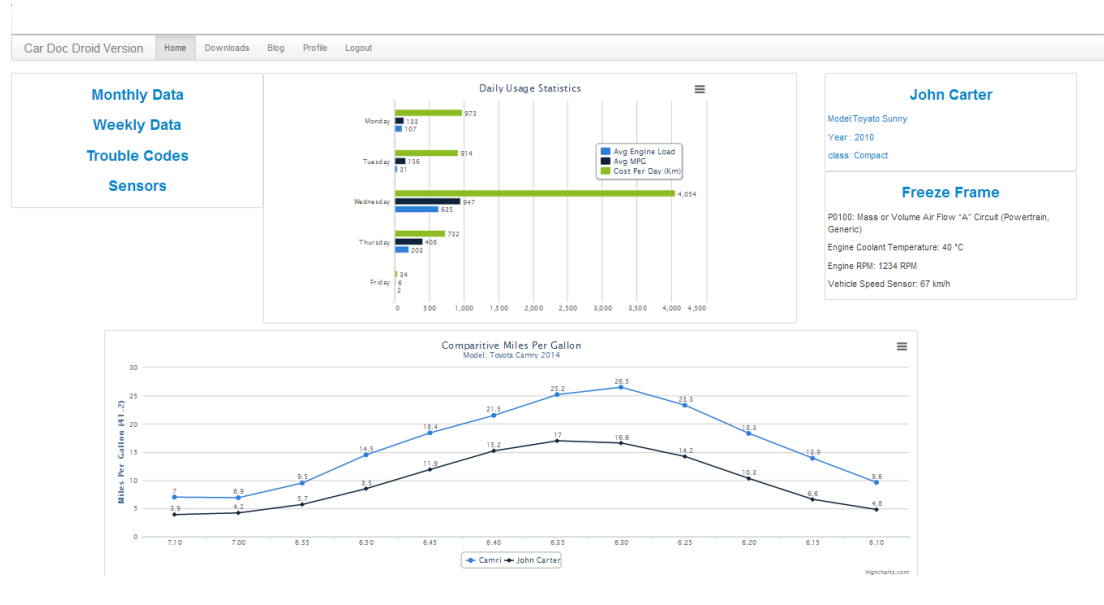 Car Doc Droid Version Home Downloads Blog Profile Logout
Monthly Data
Weekly Data
Trouble Codes
Sensors
Daily Usage Statistics
Monday
973
132
107
Tuesday
914
156
31
Wednesday
4,054
947
635
Thursday
732
408
203
Friday
24
6
2
0 500 1,000 1,500 2,000 2,500 3,000 3,500 4,000 4,500
Avg Engine Load
Avg MPG
Cost Per Day (Km)
John Carter
Model:Toyato Sunny
Year : 2010
class: Compact
Freeze Frame
P0100: Mass or Volume Air Flow "A" Circuit (Powertrain,
Generic)
Engine Coolant Temperature: 40 °C
Engine RPM: 1234 RPM
Vehicle Speed Sensor: 67 km/h
Comparitive Miles Per Gallon
Model: Toyota Camry 2014
Miles Per Gallon (41.2)
30
25
20
15
10
5
0
7 6.9 9.5 14.5 18.4 21.5 25.2 26.5 23.3 18.3 13.9 9.6
3.9 4.2 5.7 8.5 11.9 15.2 17 16.6 14.2 10.3 6.6 4.8
7.10 7.00 6.55 6.50 6.45 6.40 6.35 6.30 6.25 6.20 6.15 6.10
Camri John Carter
Highcharts.com